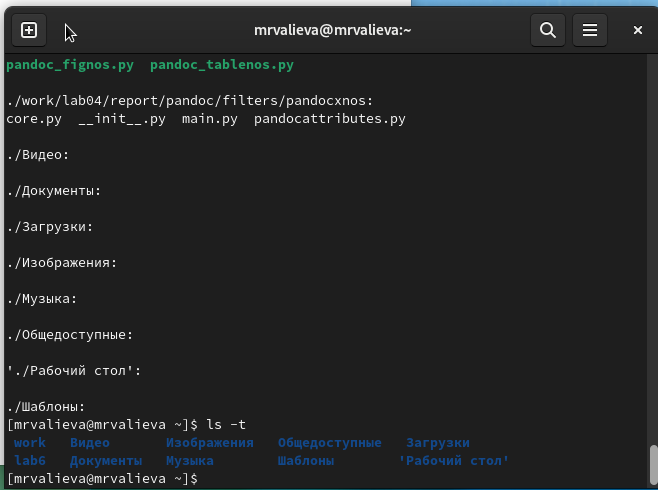 mrvalieva@mrvalieva:~
pandoc_fignos.py  pandoc_tablenos.py
./work/lab04/report/pandoc/filters/pandocxnos:
core.py  __init__.py  main.py  pandocattributes.py
./Видео:
./Документы:
./Загрузки:
./Изображения:
./Музыка:
./Общедоступные:
'./Рабочий стол':
./Шаблоны:
[mrvalieva@mrvalieva ~]$ ls -t
work   Видео       Изображения   Общедоступные   Загрузки
lab6   Документы   Музыка        Шаблоны        'Рабочий стол'
[mrvalieva@mrvalieva ~]$